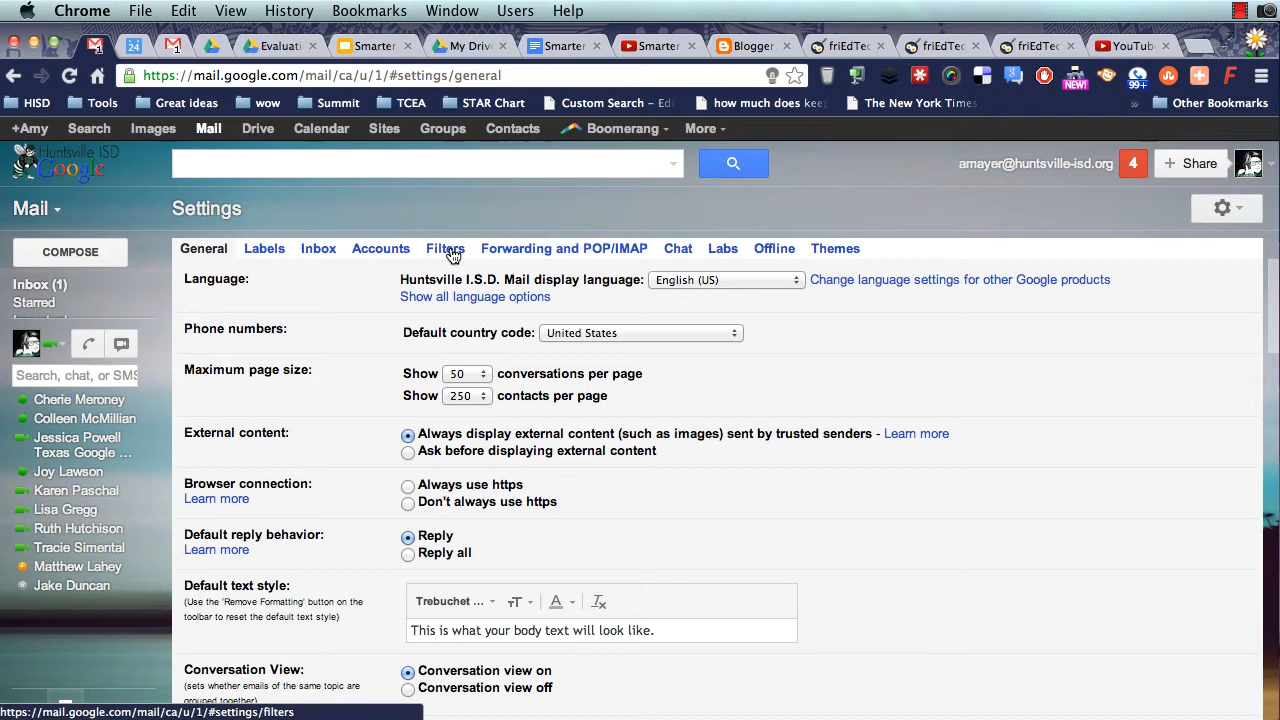 Chrome File Edit View History Bookmarks Window Users Help
Evaluati Smarter My Drive Smarter Smarter Blogger friEdTec friEdTec friEdTec YouTube
https://mail.google.com/mail/ca/u/1/#settings/general
NEW! 99+
HISD Tools Great ideas wow Summit TCEA STAR Chart Custom Search – Edi how much does kee The New York Times Other Bookmarks
+Amy Search Images Mail Drive Calendar Sites Groups Contacts Boomerang More
Huntsville ISD
Google
amayer@huntsville-isd.org 4 + Share
Mail Settings
COMPOSE
General Labels Inbox Accounts Filters Forwarding and POP/IMAP Chat Labs Offline Themes
Inbox (1)
Starred
Search, chat, or SMS
Cherie Meroney
Colleen McMillian
Jessica Powell
Texas Google ...
Joy Lawson
Karen Paschal
Lisa Gregg
Ruth Hutchison
Tracie Simental
Matthew Lahey
Jake Duncan
Language: Huntsville I.S.D. Mail display language: English (US) Change language settings for other Google products
Show all language options
Phone numbers: Default country code: United States
Maximum page size: Show 50 conversations per page
Show 250 contacts per page
External content: Always display external content (such as images) sent by trusted senders - Learn more
Ask before displaying external content
Browser connection: Always use https
Learn more Don't always use https
Default reply behavior: Reply
Learn more Reply all
Default text style:
(Use the 'Remove Formatting' button on the
toolbar to reset the default text style)
Trebuchet ... A
This is what your body text will look like.
Conversation View: Conversation view on
(sets whether emails of the same topic are Conversation view off
grouped together)
https://mail.google.com/mail/ca/u/1/#settings/filters